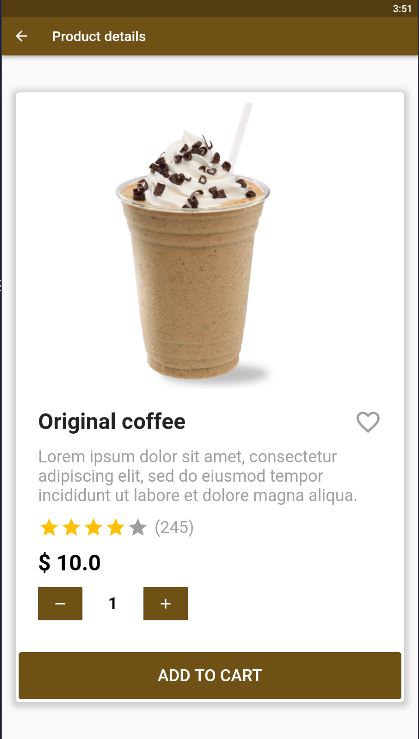 3:51
Product details
Original coffee
Lorem ipsum dolor sit amet, consectetur
adipiscing elit, sed do eiusmod tempor
incididunt ut labore et dolore magna aliqua.
(245)
$ 10.0
− 1 +
ADD TO CART